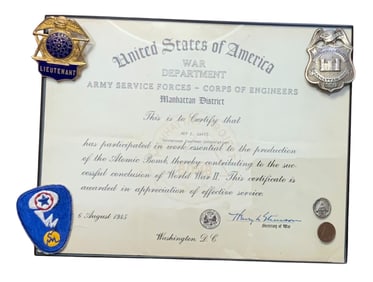 LIEUTENANT
United States of America
WAR
DEPARTMENT
ARMY SERVICE FORCES - CORPS OF ENGINEERS
Manhattan District
This is to Certify that
has participated in work essential to the production
of the Atomic Bomb, thereby contributing to the suc-
cessful conclusion of World War II. This certificate is
awarded in appreciation of effective service.
6 August 1945
Henry L Stimson
Secretary of War
Washington, D.C.